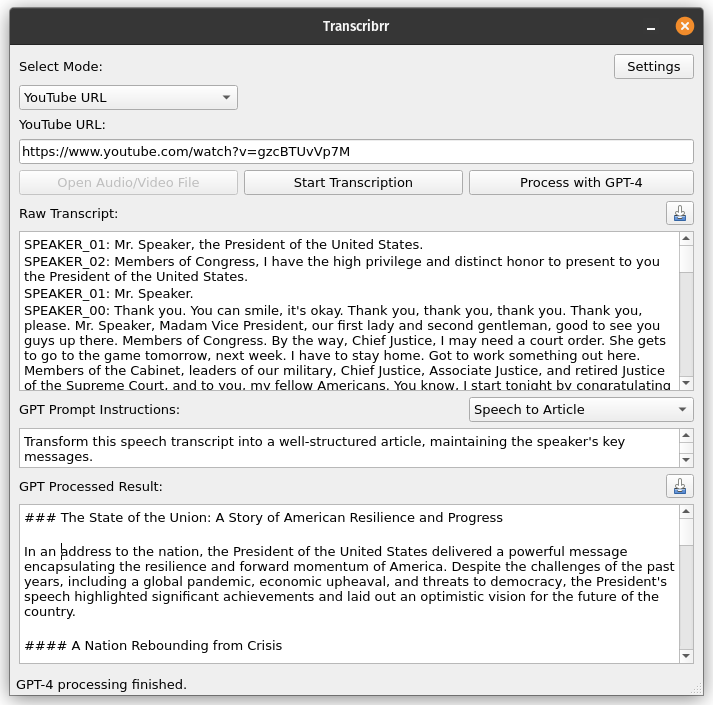 Transcribrr
Select Mode:
Settings
YouTube URL
YouTube URL:
https://www.youtube.com/watch?v=gzcBTUvVp7M
Open Audio/Video File
Start Transcription
Process with GPT-4
Raw Transcript:
SPEAKER_01: Mr. Speaker, the President of the United States.
SPEAKER_02: Members of Congress, I have the high privilege and distinct honor to present to you
the President of the United States.
SPEAKER_01: Mr. Speaker.
SPEAKER_00: Thank you. You can smile, it's okay. Thank you, thank you, thank you. Thank you,
please. Mr. Speaker, Madam Vice President, our first lady and second gentleman, good to see you
guys up there. Members of Congress. By the way, Chief Justice, I may need a court order. She gets
to go to the game tomorrow, next week. I have to stay home. Got to work something out here.
Members of the Cabinet, leaders of our military, Chief Justice, Associate Justice, and retired Justice
of the Supreme Court, and to you, my fellow Americans. You know, I start tonight by congratulating
GPT Prompt Instructions:
Speech to Article
Transform this speech transcript into a well-structured article, maintaining the speaker's key
messages.
GPT Processed Result:
### The State of the Union: A Story of American Resilience and Progress
In an address to the nation, the President of the United States delivered a powerful message
encapsulating the resilience and forward momentum of America. Despite the challenges of the past
years, including a global pandemic, economic upheaval, and threats to democracy, the President's
speech highlighted significant achievements and laid out an optimistic vision for the future of the
country.
#### A Nation Rebounding from Crisis
GPT-4 processing finished.